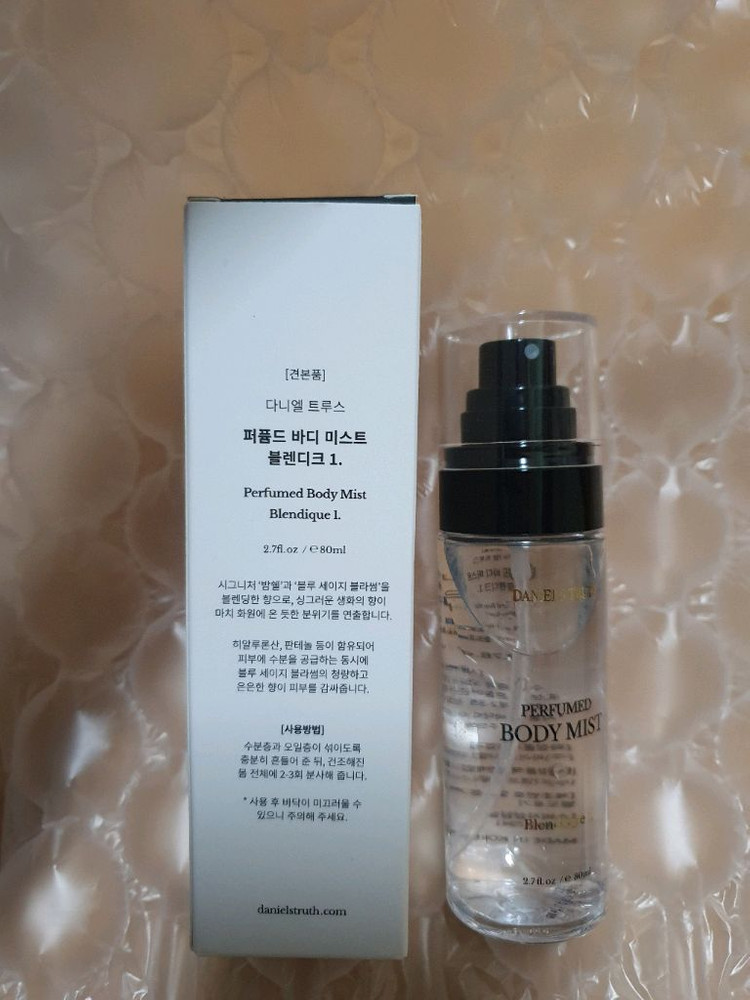 [견본품]
다니엘 트루스
퍼퓸드 바디 미스트
블렌디크 1.
Perfumed Body Mist
Blendique 1.
2.7fl.oz / ℮80ml
시그니처 '밤쉘'과 '블루 세이지 블라썸'을
블렌딩한 향으로, 싱그러운 생화의 향이
마치 화원에 온 듯한 분위기를 연출합니다.
히알루론산, 판테놀 등이 함유되어
피부에 수분을 공급하는 동시에
블루 세이지 블라썸의 청량하고
은은한 향이 피부를 감싸줍니다.
[사용방법]
수분층과 오일층이 섞이도록
충분히 흔들어 준 뒤, 건조해진
몸 전체에 2-3회 분사해 줍니다.
* 사용 후 바닥이 미끄러울 수
있으니 주의해 주세요.
danielstruth.com
PERFUMED
BODY MIST
2.7fl.oz / ℮ 80ml